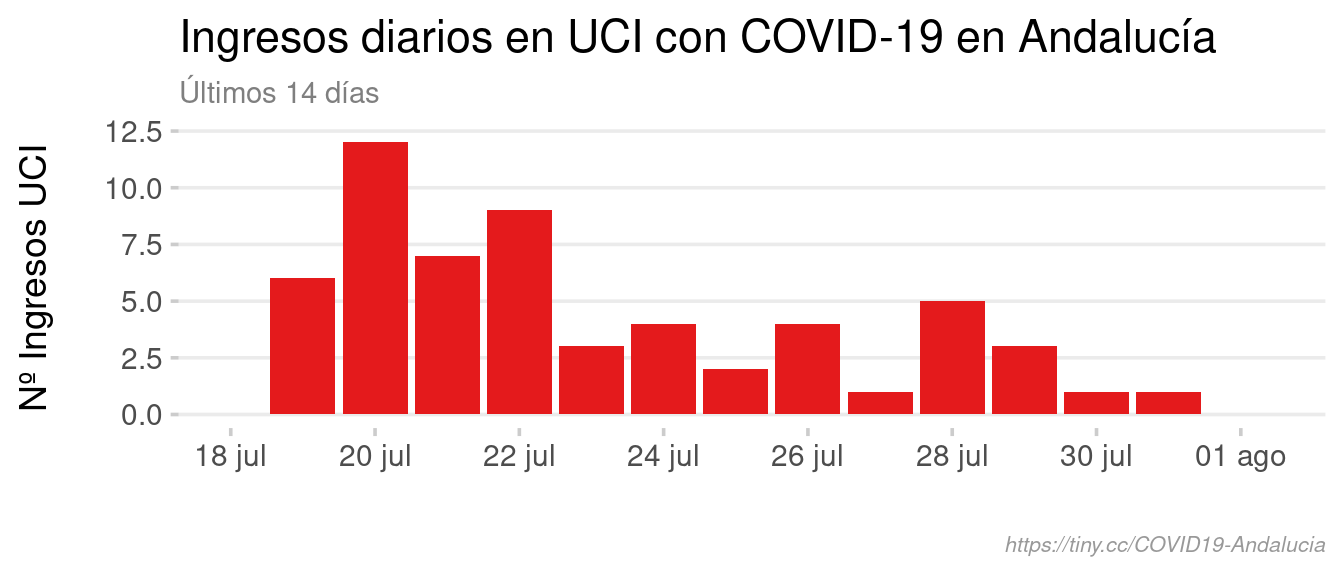 Ingresos diarios en UCI con COVID-19 en Andalucía
Últimos 14 días
Nº Ingresos UCI
12.5
10.0
7.5
5.0
2.5
0.0
18 jul 20 jul 22 jul 24 jul 26 jul 28 jul 30 jul 01 ago
https://tiny.cc/COVID19-Andalucia